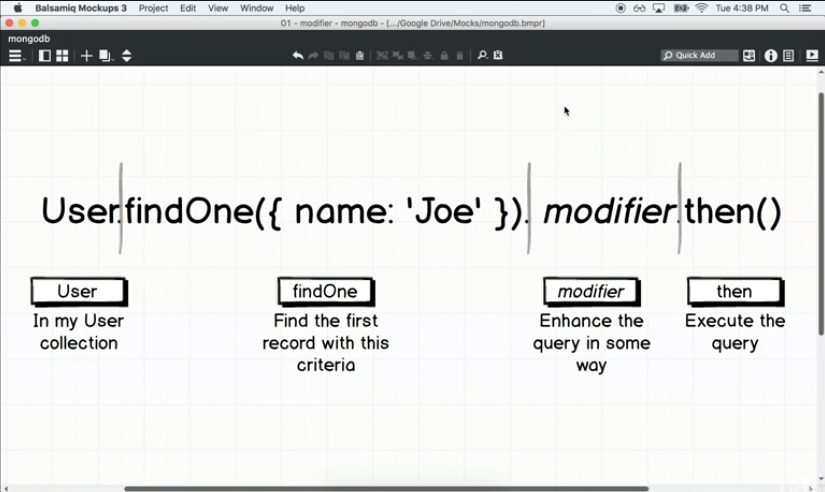 Balsamiq Mockups 3 Project Edit View Window Help Tue 4:38 PM
01 - modifier - mongodb - [.../Google Drive/Mocks/mongodb.bmpr]
mongodb
Quick Add
User.findOne({ name: 'Joe' }). modifier.then()
User findOne modifier then
In my User Find the first Enhance the Execute the
collection record with this query in some query
criteria way